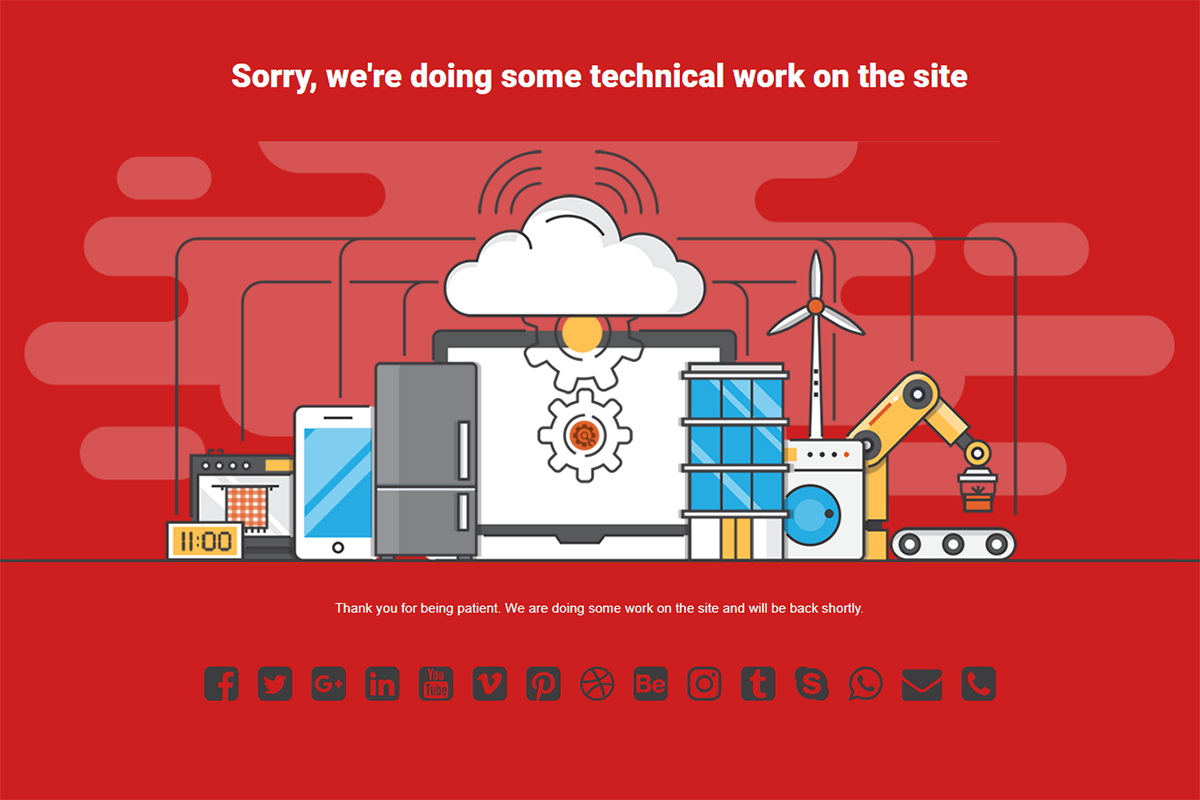 Sorry, we're doing some technical work on the site
11:00
Thank you for being patient. We are doing some work on the site and will be back shortly.
f G+ in You Tube v p Be t S